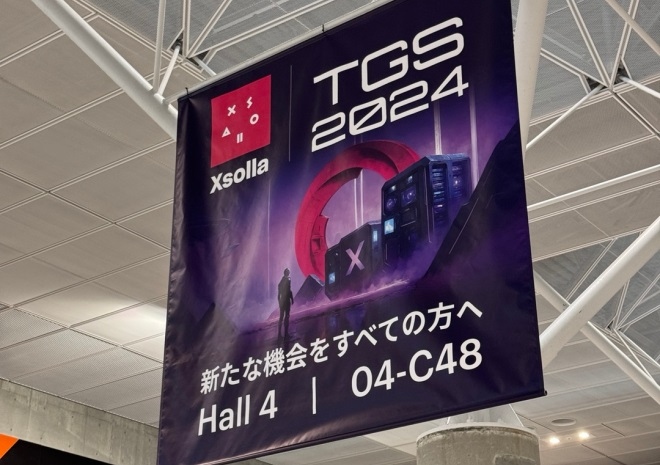 TGS
2024
X S
O
A II
Xsolla
X
新たな機会をすべての方へ
Hall 4 | 04-C48